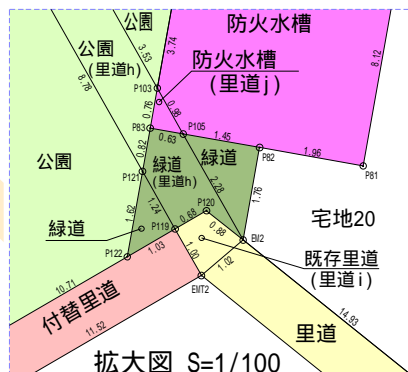 公園
防火水槽
公園
(里道h)
3.53
3.74
8.12
8.78
防火水槽
(里道j)
P103
0.76
0.98
P83
0.63
P105
1.45
P82
1.96
P81
0.82
緑道
緑道
(里道h)
公園
P121
2.28
1.76
1.62
1.24
P120
0.68
宅地20
緑道
P119
0.88
EM2
P122
1.03
既存里道
(里道i)
1.00
1.02
10.71
EMT2
付替里道
11.52
14.93
里道
拡大図 S=1/100